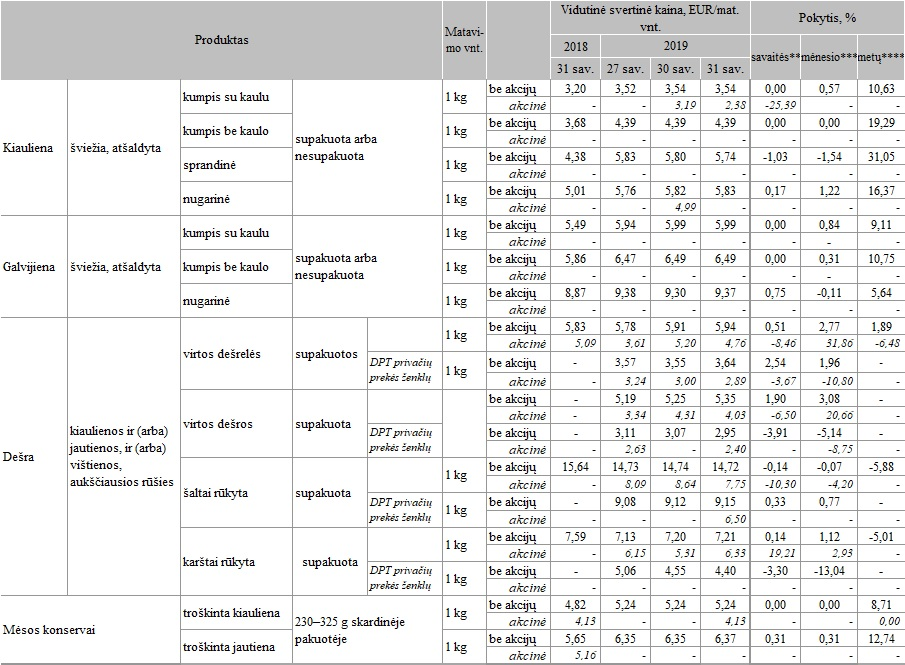 Produktas Matavi- Vidutinė svertinė kaina, EUR/mat. Pokytis, %
mo vnt. vnt.
2018 2019 savaitės** mėnesio*** metų****
31 sav. 27 sav. 30 sav. 31 sav.
Kiauliena šviežia, atšaldyta kumpis su kaulu supakuota arba nesupakuota 1 kg be akcijų 3,20 3,52 3,54 3,54 0,00 0,57 10,63
akcinė - - 3,19 2,38 -25,39 - -
kumpis be kaulo 1 kg be akcijų 3,68 4,39 4,39 4,39 0,00 0,00 19,29
akcinė - - - - - - -
sprandinė 1 kg be akcijų 4,38 5,83 5,80 5,74 -1,03 -1,54 31,05
akcinė - - - - - - -
nugarinė 1 kg be akcijų 5,01 5,76 5,82 5,83 0,17 1,22 16,37
akcinė - - 4,99 - - - -
Galvijiena šviežia, atšaldyta kumpis su kaulu supakuota arba nesupakuota 1 kg be akcijų 5,49 5,94 5,99 5,99 0,00 0,84 9,11
akcinė - - - - - - -
kumpis be kaulo 1 kg be akcijų 5,86 6,47 6,49 6,49 0,00 0,31 10,75
akcinė - - - - - - -
nugarinė 1 kg be akcijų 8,87 9,38 9,30 9,37 0,75 -0,11 5,64
akcinė - - - - - - -
Dešra kiaulienos ir (arba) jautienos, ir (arba) vištienos, aukščiausios rūšies virtos dešrelės supakuotos 1 kg be akcijų 5,83 5,78 5,91 5,94 0,51 2,77 1,89
akcinė 5,09 3,61 5,20 4,76 -8,46 31,86 -6,48
DPT privačių prekės ženklų 1 kg be akcijų - 3,57 3,55 3,64 2,54 1,96 -
akcinė - 3,24 3,00 2,89 -3,67 -10,80 -
virtos dešros supakuota be akcijų - 5,19 5,25 5,35 1,90 3,08 -
akcinė - 3,34 4,31 4,03 -6,50 20,66 -
DPT privačių prekės ženklų be akcijų - 3,11 3,07 2,95 -3,91 -5,14 -
akcinė - 2,63 - 2,40 - -8,75 -
šaltai rūkyta supakuota 1 kg be akcijų 15,64 14,73 14,74 14,72 -0,14 -0,07 -5,88
akcinė - 8,09 8,64 7,75 -10,30 -4,20 -
DPT privačių prekės ženklų 1 kg be akcijų - 9,08 9,12 9,15 0,33 0,77 -
akcinė - - - 6,50 - - -
karštai rūkyta supakuota 1 kg be akcijų 7,59 7,13 7,20 7,21 0,14 1,12 -5,01
akcinė - 6,15 5,31 6,33 19,21 2,93 -
DPT privačių prekės ženklų 1 kg be akcijų - 5,06 4,55 4,40 -3,30 -13,04 -
akcinė - - - - - - -
Mėsos konservai troškinta kiauliena 230–325 g skardinėje pakuotėje 1 kg be akcijų 4,82 5,24 5,24 5,24 0,00 0,00 8,71
akcinė 4,13 - - 4,13 - - 0,00
troškinta jautiena 1 kg be akcijų 5,65 6,35 6,35 6,37 0,31 0,31 12,74
akcinė 5,16 - - - - - -